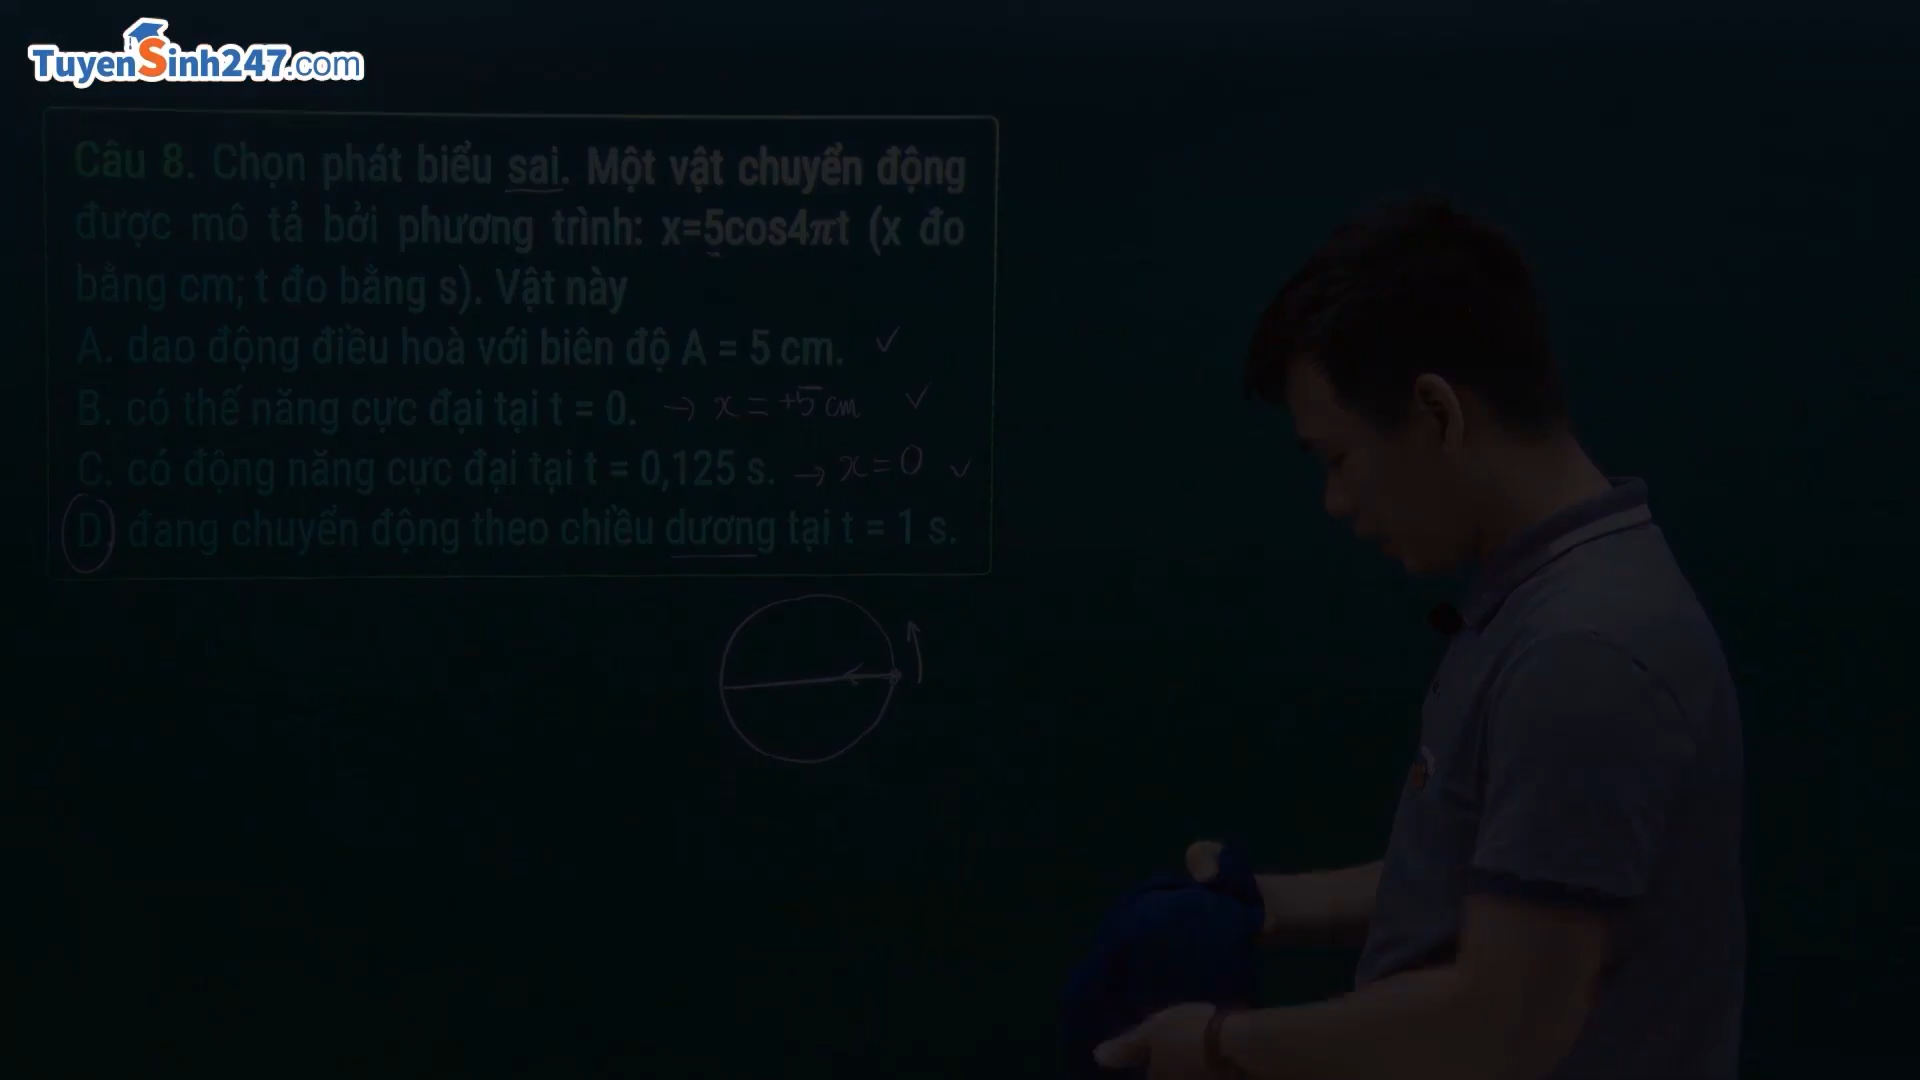 TuyenSinh247.com
Câu 8. Chọn phát biểu sai. Một vật chuyển động
được mô tả bởi phương trình: x=5cos4πt (x đo
bằng cm; t đo bằng s). Vật này
A. dao động điều hoà với biên độ A = 5 cm. ✓
B. có thế năng cực đại tại t = 0. → x = +5 cm ✓
C. có động năng cực đại tại t = 0,125 s. → x = 0 ✓
D. đang chuyển động theo chiều dương tại t = 1 s.